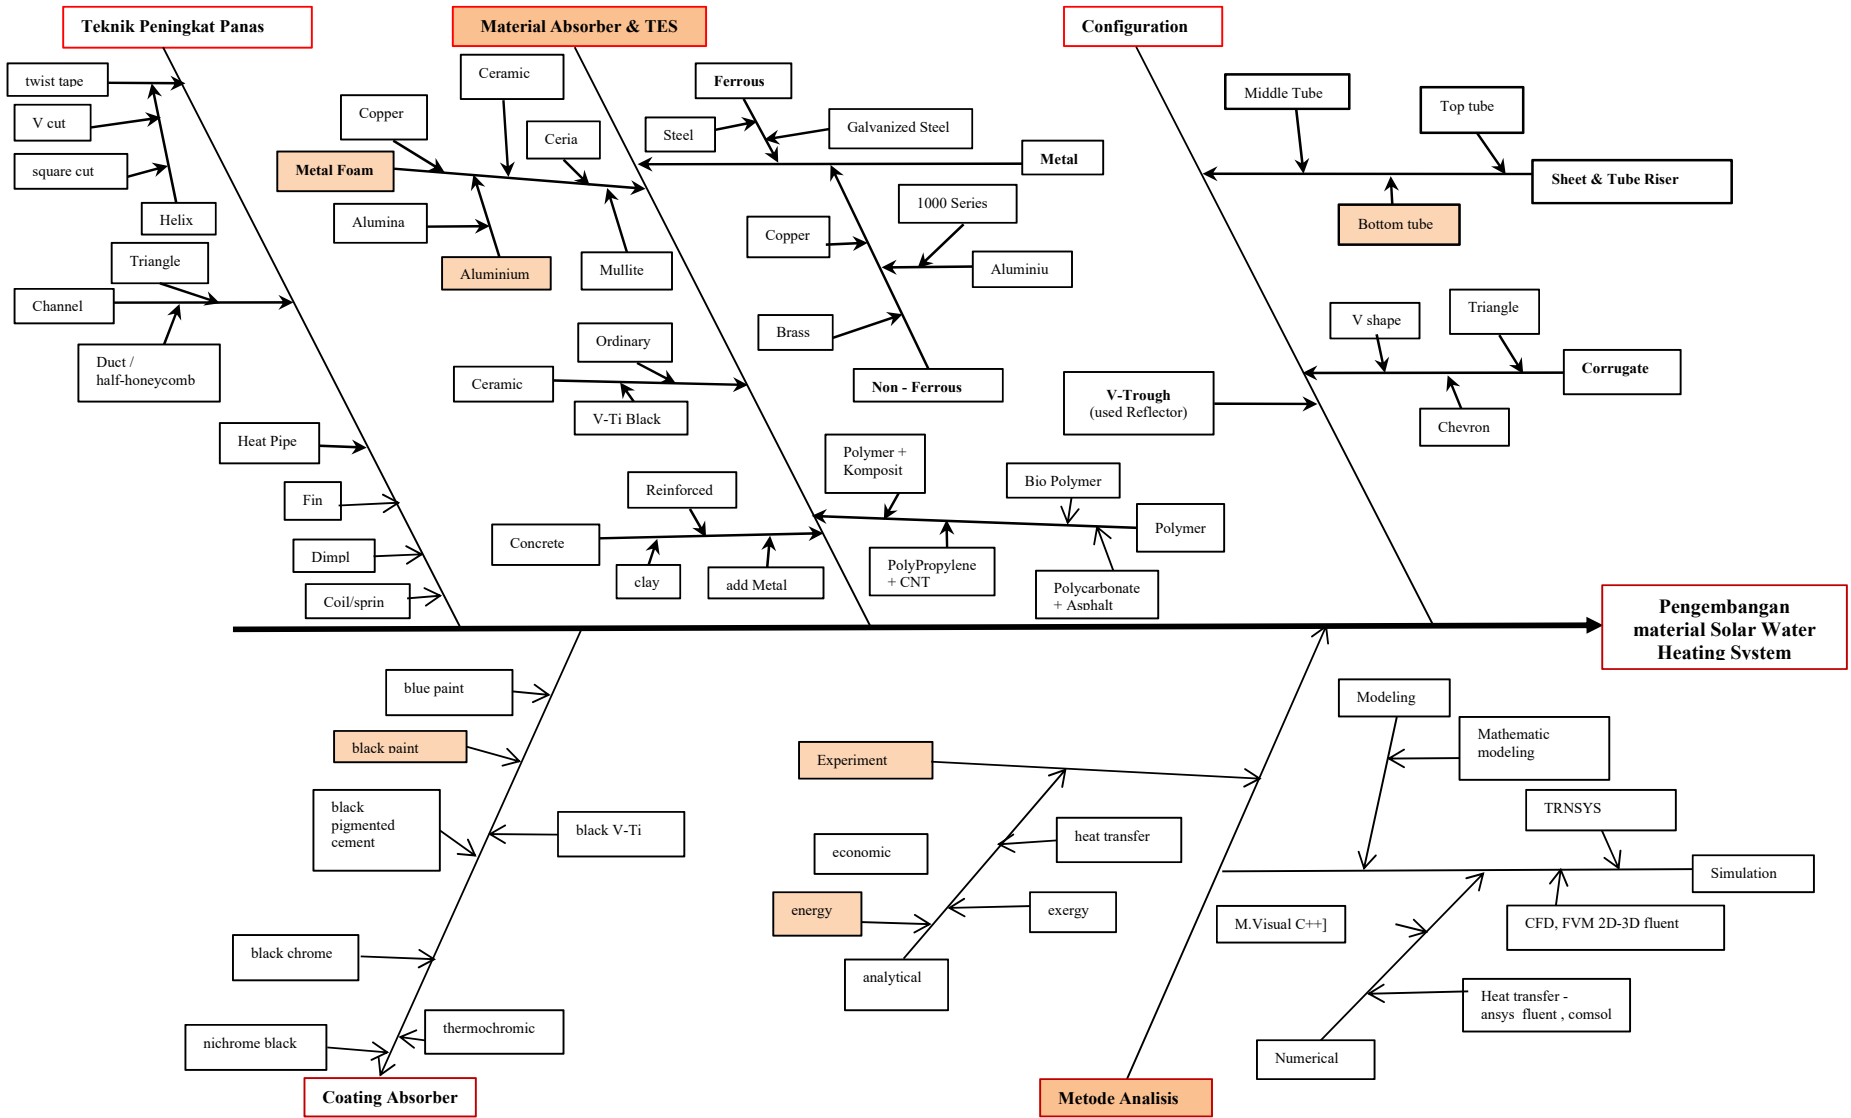 Teknik Peningkat Panas
Material Absorber & TES
Configuration
twist tape
V cut
square cut
Helix
Triangle
Channel
Duct /
half-honeycomb
Heat Pipe
Fin
Dimpl
Coil/sprin
Ceramic
Copper
Ceria
Metal Foam
Alumina
Aluminium
Mullite
Ferrous
Steel
Galvanized Steel
Metal
1000 Series
Copper
Aluminiu
Brass
Non - Ferrous
Ordinary
Ceramic
V-Ti Black
Reinforced
Concrete
clay
add Metal
Polymer +
Komposit
Bio Polymer
Polymer
PolyPropylene
+ CNT
Polycarbonate
+ Asphalt
Middle Tube
Top tube
Sheet & Tube Riser
Bottom tube
V shape
Triangle
Corrugate
Chevron
V-Trough
(used Reflector)
Pengembangan
material Solar Water
Heating System
blue paint
black paint
black
pigmented
cement
black V-Ti
black chrome
nichrome black
thermochromic
Coating Absorber
Experiment
economic
heat transfer
energy
exergy
analytical
Metode Analisis
Modeling
Mathematic
modeling
TRNSYS
Simulation
M.Visual C++]
CFD, FVM 2D-3D fluent
Heat transfer -
ansys fluent , comsol
Numerical